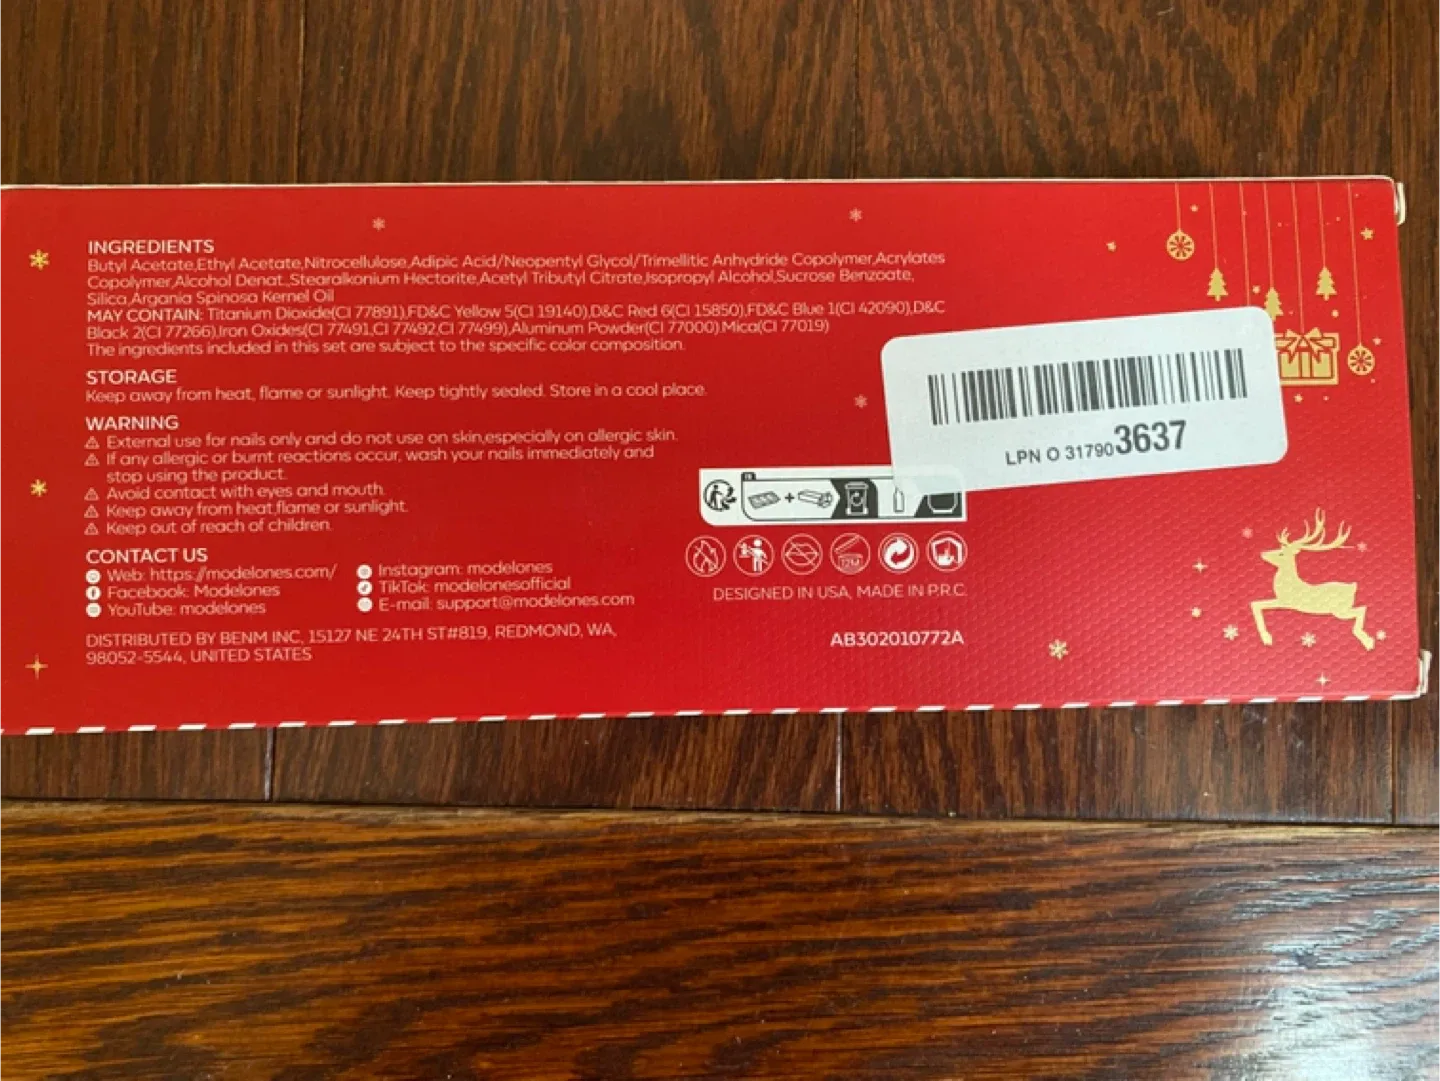 INGREDIENTS
Butyl Acetate,Ethyl Acetate,Nitrocellulose,Adipic Acid/Neopentyl Glycol/Trimellitic Anhydride Copolymer,Acrylates
Copolymer,Alcohol Denat.,Stearalkonium Hectorite,Acetyl Tributyl Citrate,Isopropyl Alcohol,Sucrose Benzoate,
Silica,Argania Spinosa Kernel Oil
MAY CONTAIN: Titanium Dioxide(CI 77891),FD&C Yellow 5(CI 19140),D&C Red 6(CI 15850),FD&C Blue 1(CI 42090),D&C
Black 2(CI 77266),Iron Oxides(CI 77491,CI 77492,CI 77499),Aluminum Powder(CI 77000),Mica(CI 77019)
The ingredients included in this set are subject to the specific color composition.
STORAGE
Keep away from heat, flame or sunlight. Keep tightly sealed. Store in a cool place.
WARNING
External use for nails only and do not use on skin,especially on allergic skin.
If any allergic or burnt reactions occur, wash your nails immediately and
stop using the product.
Avoid contact with eyes and mouth.
Keep away from heat,flame or sunlight.
Keep out of reach of children.
CONTACT US
Web: https://modelones.com/
Facebook: Modelones
YouTube: modelones
Instagram: modelones
TikTok: modelonesofficial
E-mail: support@modelones.com
DISTRIBUTED BY BENM INC, 15127 NE 24TH ST#819, REDMOND, WA,
98052-5544, UNITED STATES
LPN O 317903637
FR
12M
DESIGNED IN USA, MADE IN P.R.C.
AB302010772A